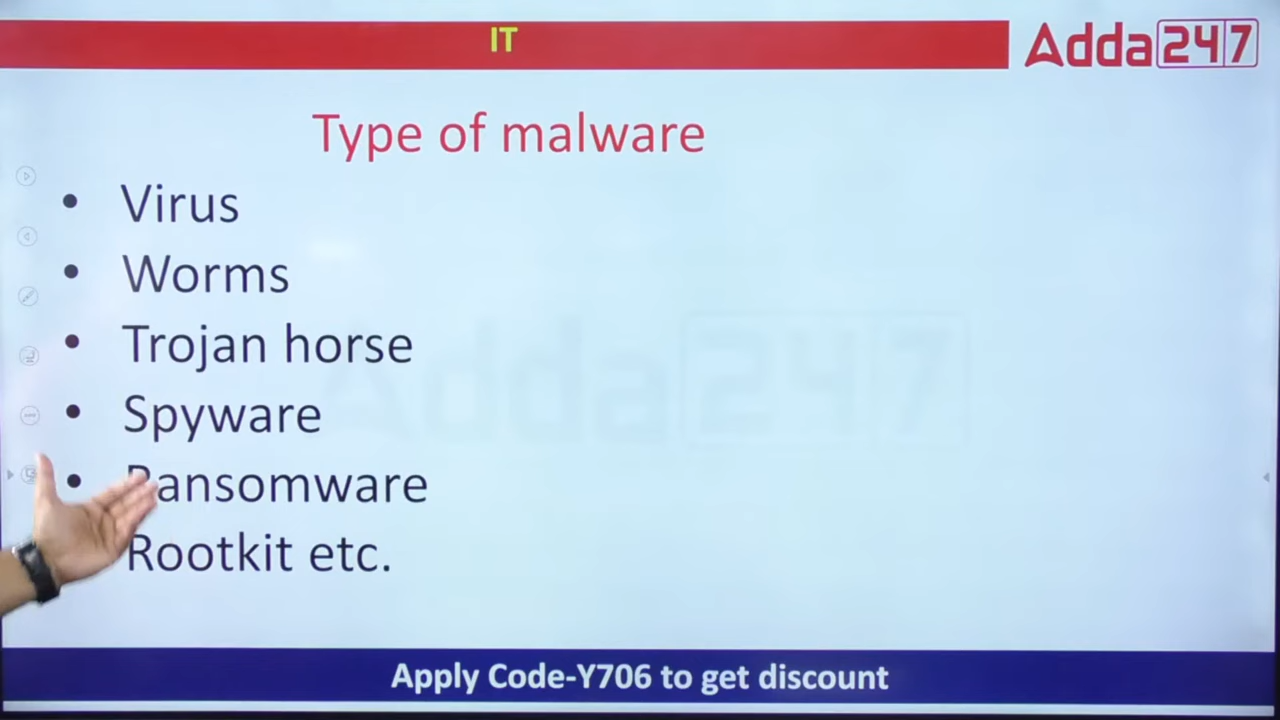 IT
Adda247
Type of malware
• Virus
• Worms
• Trojan horse
• Spyware
• Ransomware
Rootkit etc.
Adda247
Apply Code-Y706 to get discount